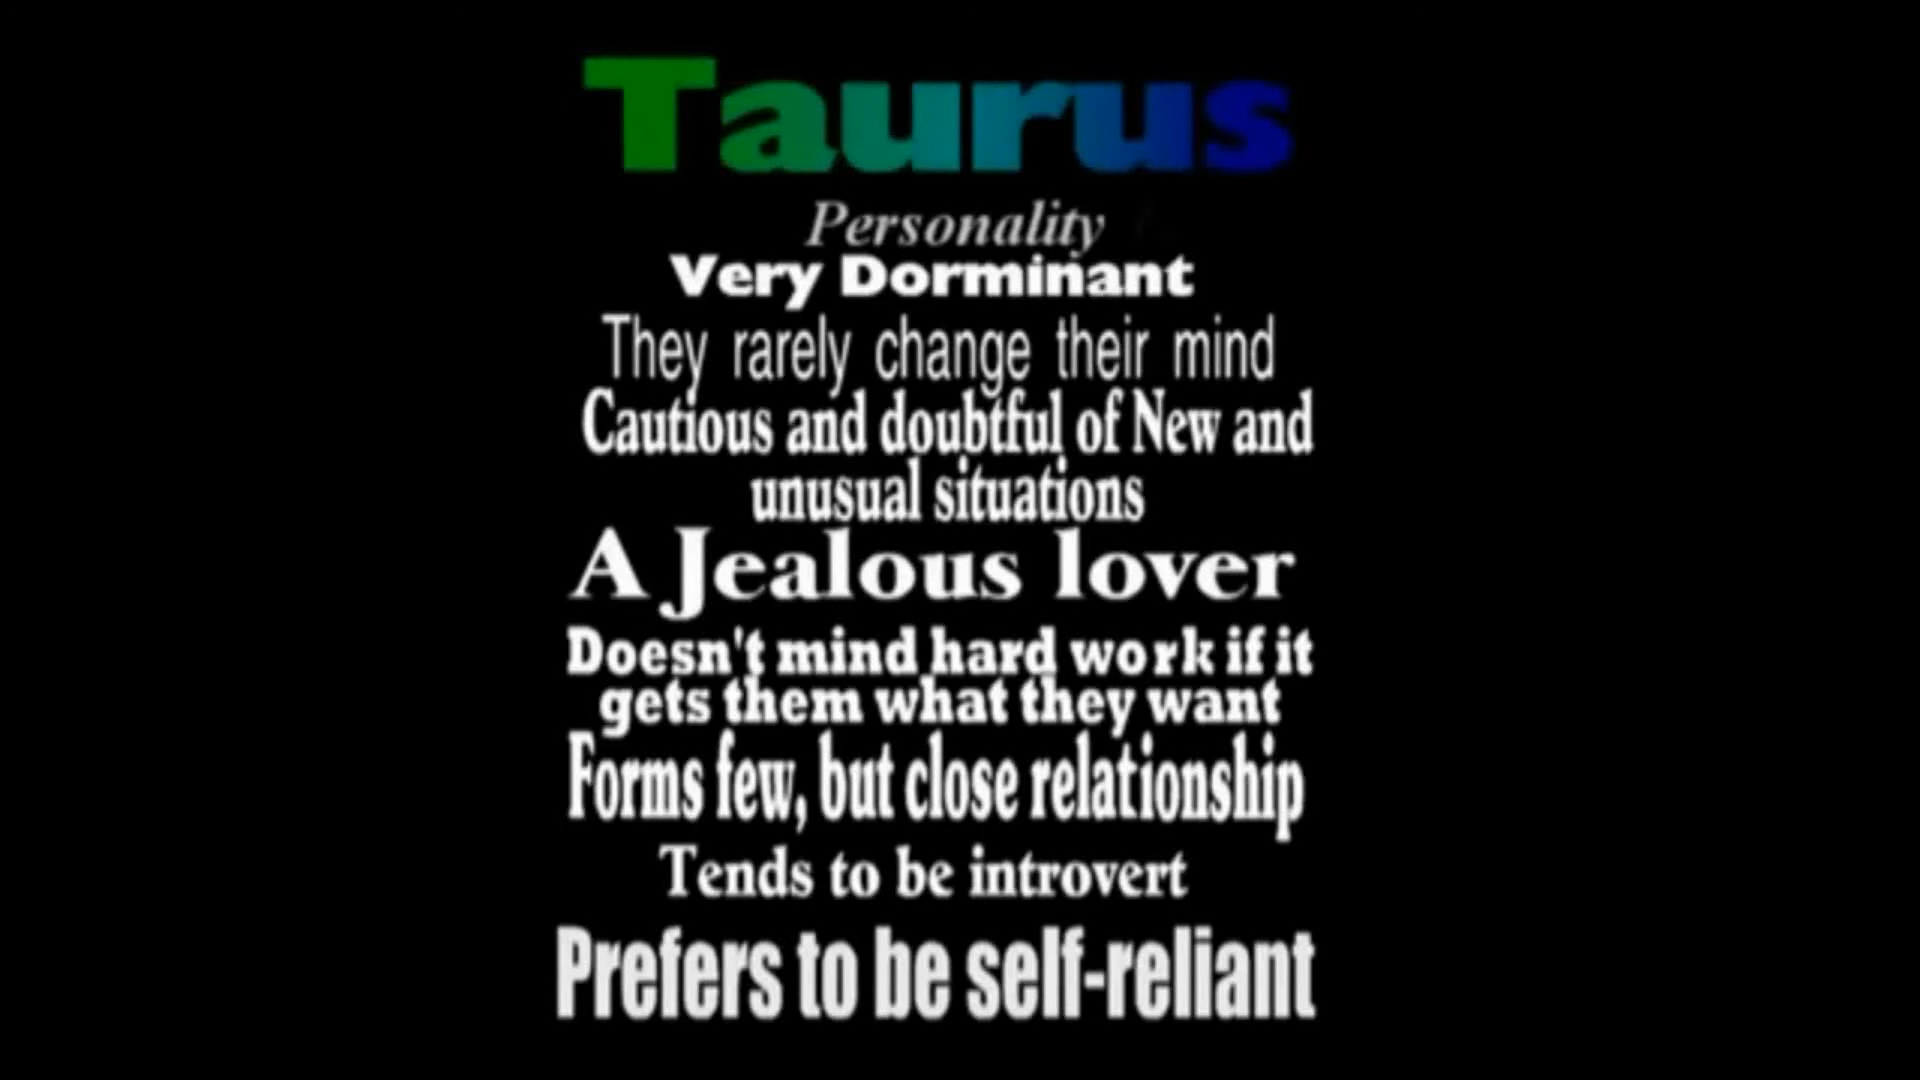 Taurus
Personality
Very Dorminant
They rarely change their mind
Cautious and doubtful of New and
unusual situations
A Jealous lover
Doesn't mind hard work if it
gets them what they want
Forms few, but close relationship
Tends to be introvert
Prefers to be self-reliant